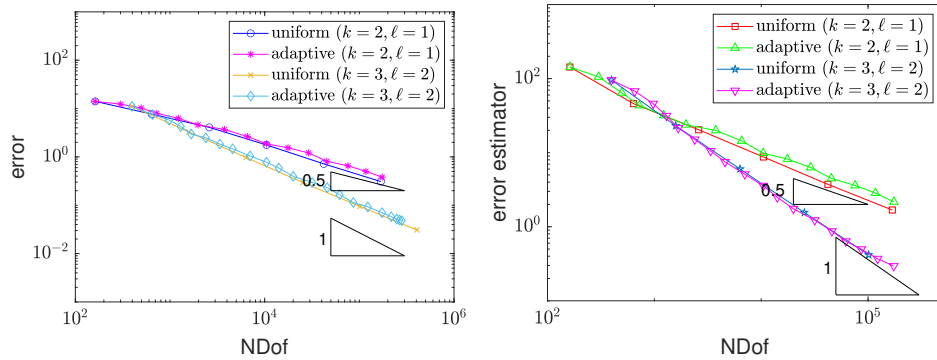 10^2
10^0
10^-2
error
10^2
10^4
10^6
NDof
uniform (k = 2, ℓ = 1)
adaptive (k = 2, ℓ = 1)
uniform (k = 3, ℓ = 2)
adaptive (k = 3, ℓ = 2)
0.5
1
10^2
10^0
error estimator
10^2
10^5
NDof
uniform (k = 2, ℓ = 1)
adaptive (k = 2, ℓ = 1)
uniform (k = 3, ℓ = 2)
adaptive (k = 3, ℓ = 2)
0.5
1